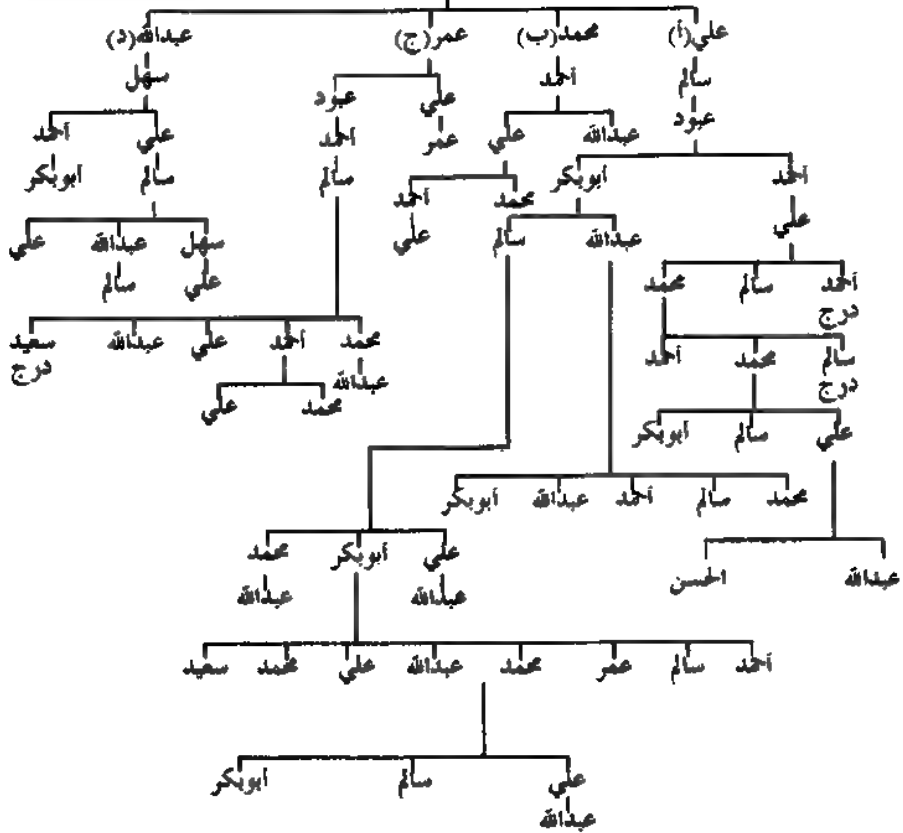 علي (أ) محمد (ب) عمر (ج) عبدالله (د)
سالم أحمد علي عبود سهل
عبود عبدالله علي عمر أحمد علي أحمد
أحمد أبوبكر محمد أحمد سالم سالم أبوبكر
علي عبدالله سالم علي سهل عبدالله علي
أحمد سالم محمد علي سالم
درج
سالم محمد أحمد محمد أحمد علي عبدالله سعيد
درج عبدالله درج
علي سالم أبوبكر محمد علي
محمد سالم أحمد عبدالله أبوبكر
علي أبوبكر محمد
عبدالله الحسن عبدالله عبدالله
أحمد سالم عمر محمد عبدالله علي محمد سعيد
علي سالم أبوبكر
عبدالله